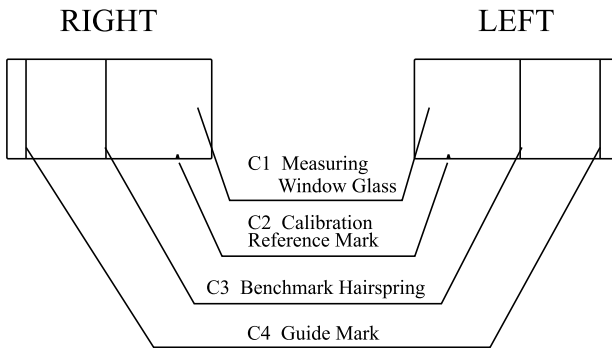 RIGHT
LEFT
C1 Measuring
Window Glass
C2 Calibration
Reference Mark
C3 Benchmark Hairspring
C4 Guide Mark